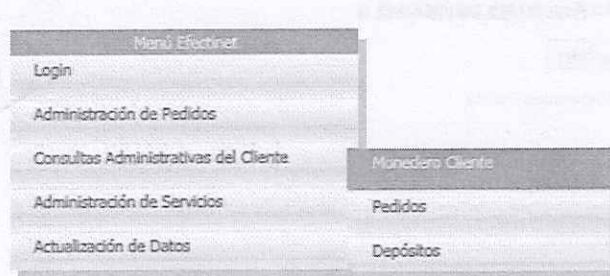 Menú Efectinet
Login
Administración de Pedidos
Consultas Administrativas del Cliente
Monedero Cliente
Administración de Servicios
Pedidos
Actualización de Datos
Depósitos